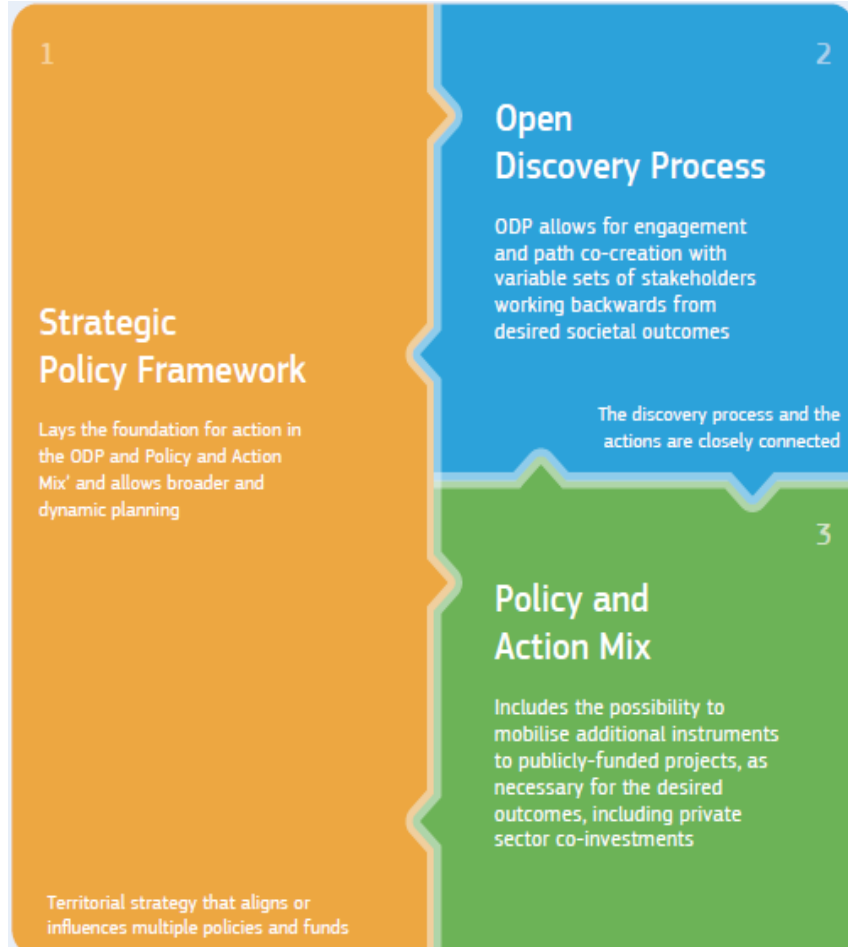 1
Strategic
Policy Framework
Lays the foundation for action in
the ODP and Policy and Action
Mix' and allows broader and
dynamic planning
Territorial strategy that aligns or
influences multiple policies and funds
2
Open
Discovery Process
ODP allows for engagement
and path co-creation with
variable sets of stakeholders
working backwards from
desired societal outcomes
The discovery process and the
actions are closely connected
3
Policy and
Action Mix
Includes the possibility to
mobilise additional instruments
to publicly-funded projects, as
necessary for the desired
outcomes, including private
sector co-investments